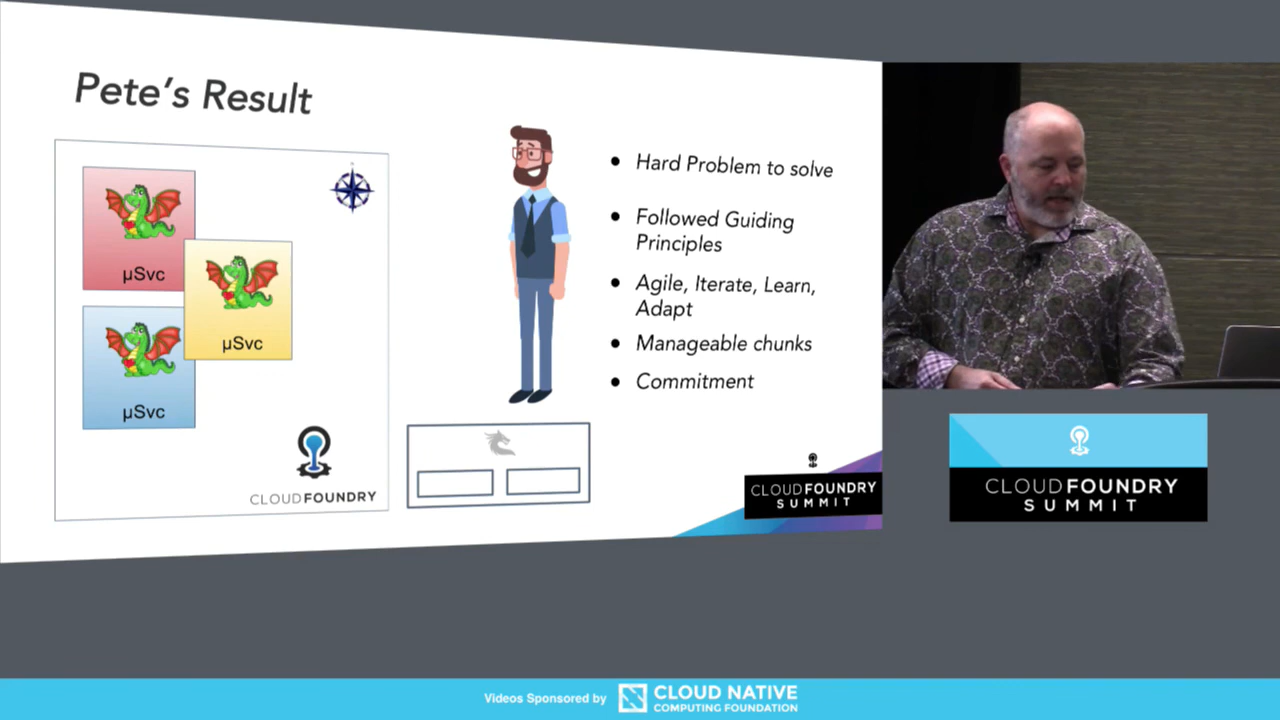 Pete's Result
µSvc
µSvc
µSvc
CLOUDFOUNDRY
• Hard Problem to solve
• Followed Guiding
Principles
• Agile, Iterate, Learn,
Adapt
• Manageable chunks
• Commitment
CLOUDFOUNDRY
SUMMIT
CLOUDFOUNDRY
SUMMIT
Videos Sponsored by
CLOUD NATIVE
COMPUTING FOUNDATION